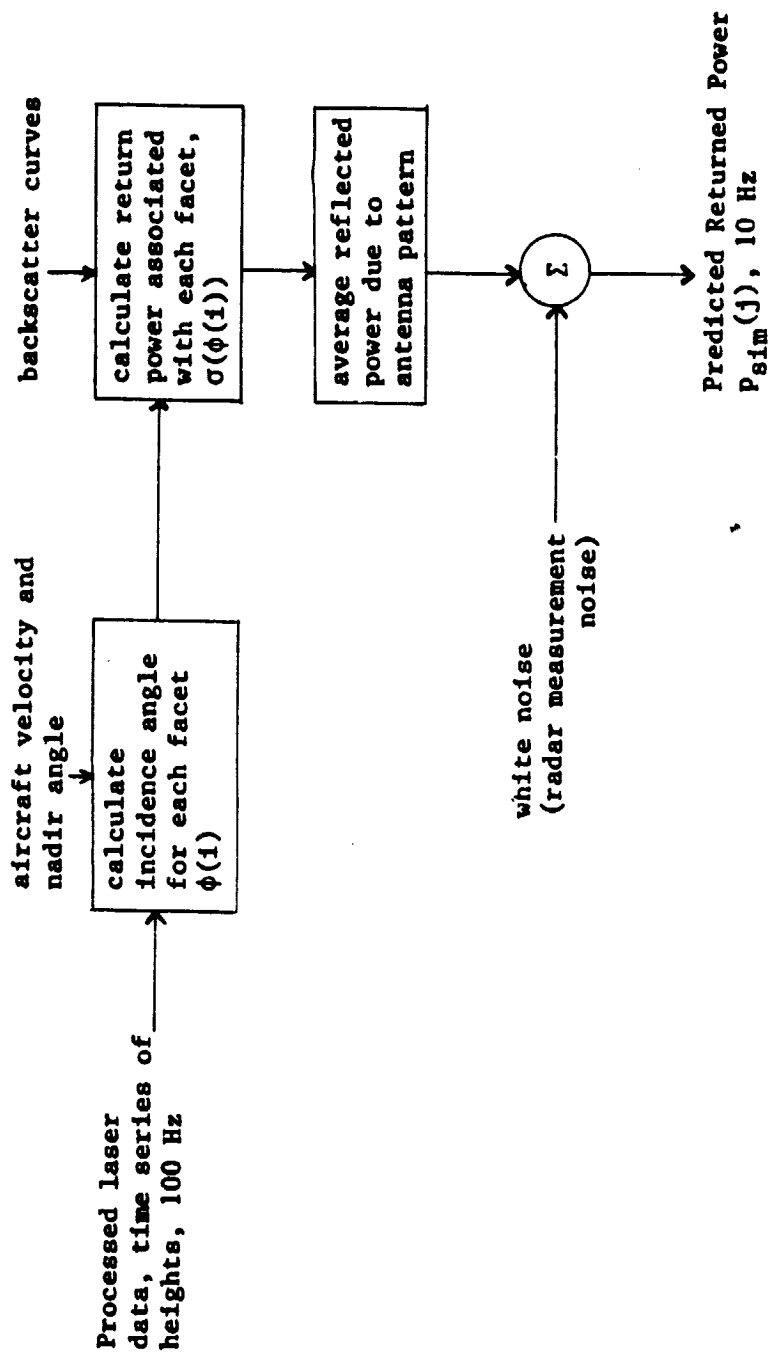 Processed laser
data, time series of
heights, 100 Hz
aircraft velocity and
nadir angle
calculate
incidence angle
for each facet
φ(i)
backscatter curves
calculate return
power associated
with each facet,
σ(φ(i))
average reflected
power due to
antenna pattern
white noise
(radar measurement
noise)
Σ
Predicted Returned Power
Psim(j), 10 Hz